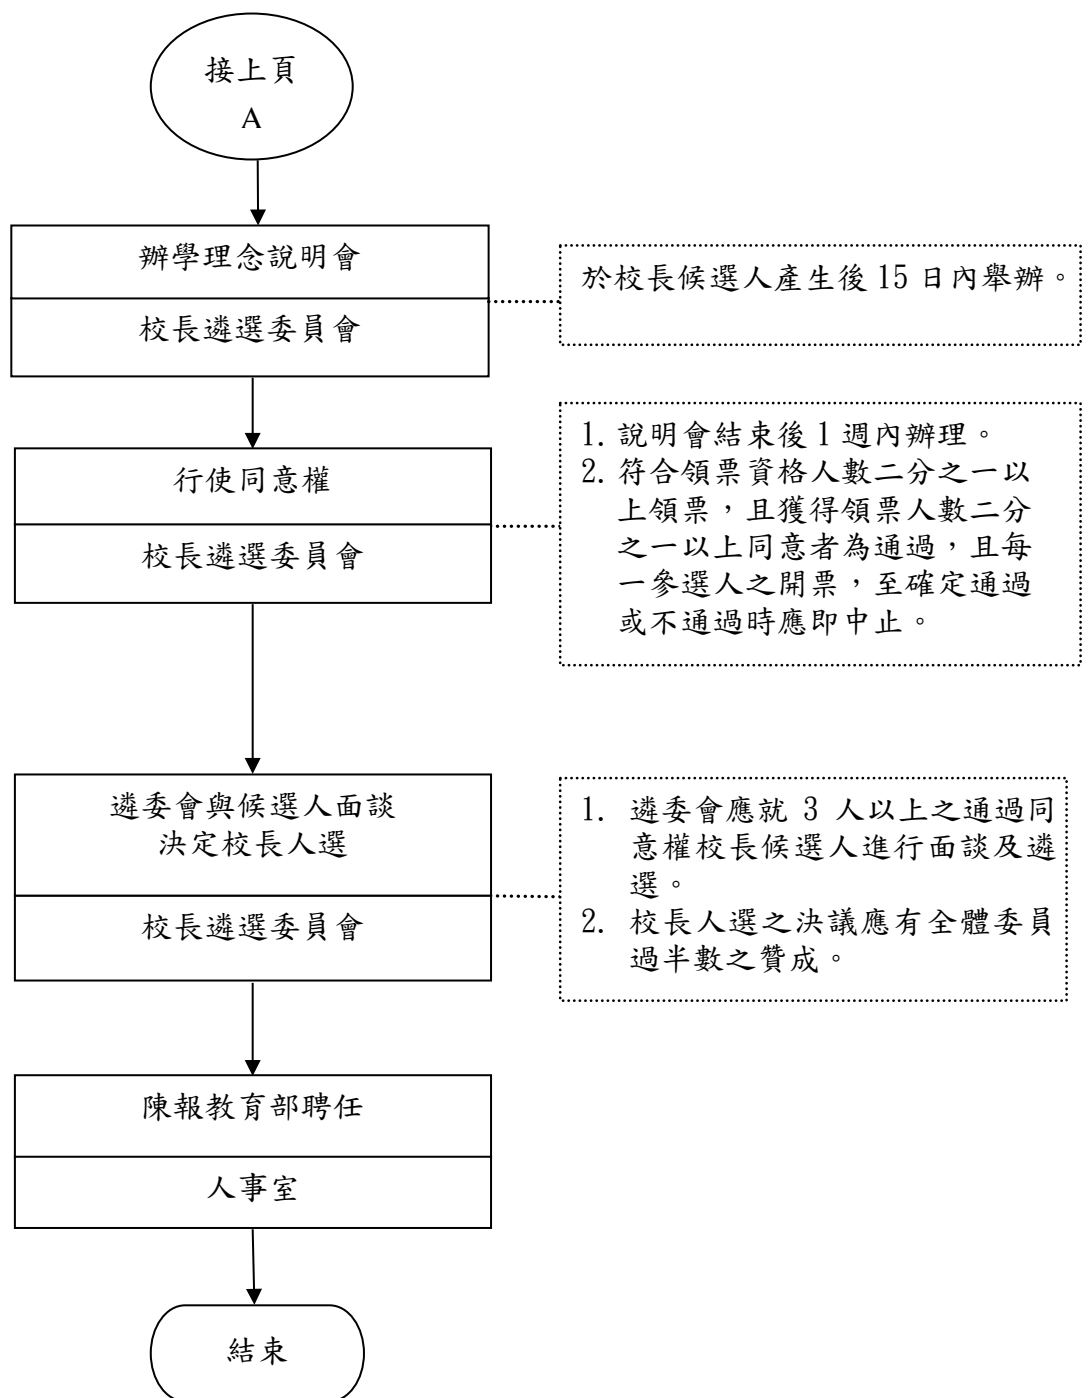 接上頁
A
辦學理念說明會
校長遴選委員會
於校長候選人產生後 15 日內舉辦。
行使同意權
校長遴選委員會
1. 說明會結束後 1 週內辦理。
2. 符合領票資格人數二分之一以
上領票，且獲得領票人數二分
之一以上同意者為通過，且每
一參選人之開票，至確定通過
或不通過時應即中止。
遴委會與候選人面談
決定校長人選
校長遴選委員會
1. 遴委會應就 3 人以上之通過同
意權校長候選人進行面談及遴
選。
2. 校長人選之決議應有全體委員
過半數之贊成。
陳報教育部聘任
人事室
結束